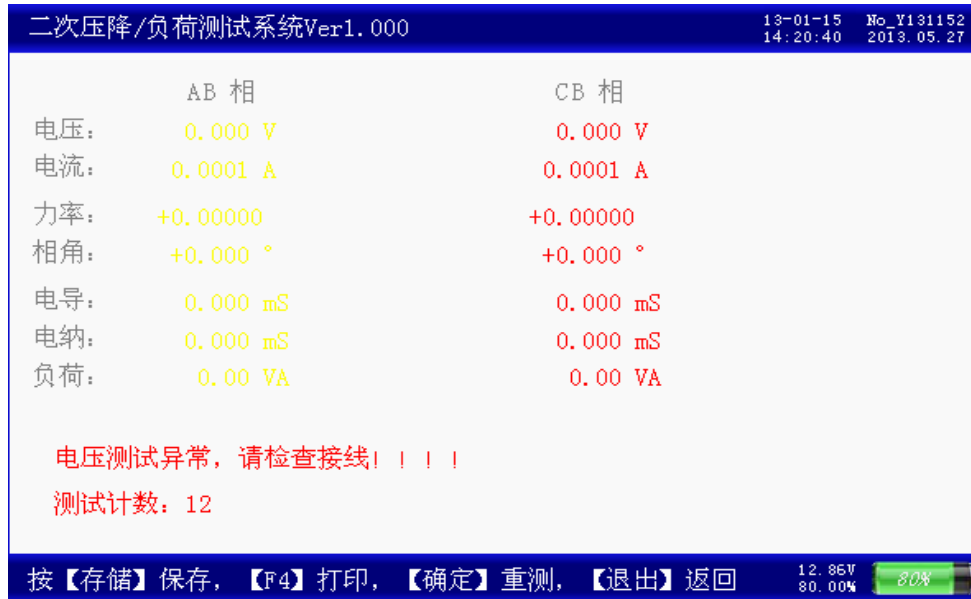 二次压降/负荷测试系统Ver1.000 13-01-15 No_Y131152
14:20:40 2013.05.27
AB 相 CB 相
电压: 0.000 V 0.000 V
电流: 0.0001 A 0.0001 A
力率: +0.00000 +0.00000
相角: +0.000 ° +0.000 °
电导: 0.000 mS 0.000 mS
电纳: 0.000 mS 0.000 mS
负荷: 0.00 VA 0.00 VA
电压测试异常，请检查接线！！！！
测试计数: 12
按【存储】保存，【F4】打印，【确定】重测，【退出】返回 12.86V 80%
80.00%